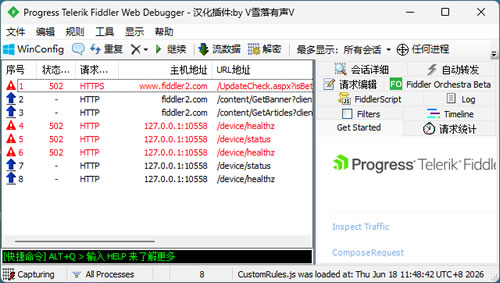 Progress Telerik Fiddler Web Debugger - 汉化插件:by V雪落有声V
文件 编辑 规则 工具 显示 帮助
WinConfig 重复 继续 流数据 解密 最多显示: 所有会话 任何进程
序号 状态... 请求... 主机地址 URL地址
1 502 HTTPS www.fiddler2.com /UpdateCheck.aspx?isBet
2 - HTTP fiddler2.com /content/GetBanner?client
3 - HTTP fiddler2.com /content/GetArticles?clien
4 502 HTTP 127.0.0.1:10558 /device/healthz
5 502 HTTP 127.0.0.1:10558 /device/status
6 502 HTTP 127.0.0.1:10558 /device/healthz
7 - HTTP 127.0.0.1:10558 /device/status
8 - HTTP 127.0.0.1:10558 /device/healthz
[快捷命令] ALT+Q > 输入 HELP 来了解更多
会话详细 自动转发
请求编辑 FO Fiddler Orchestra Beta
FiddlerScript Log
Filters Timeline
Get Started 请求统计
Progress Telerik Fiddl
Inspect Traffic
ComposeRequest
Capturing All Processes 8 CustomRules.js was loaded at: Thu Jun 18 11:48:42 UTC+8 2026